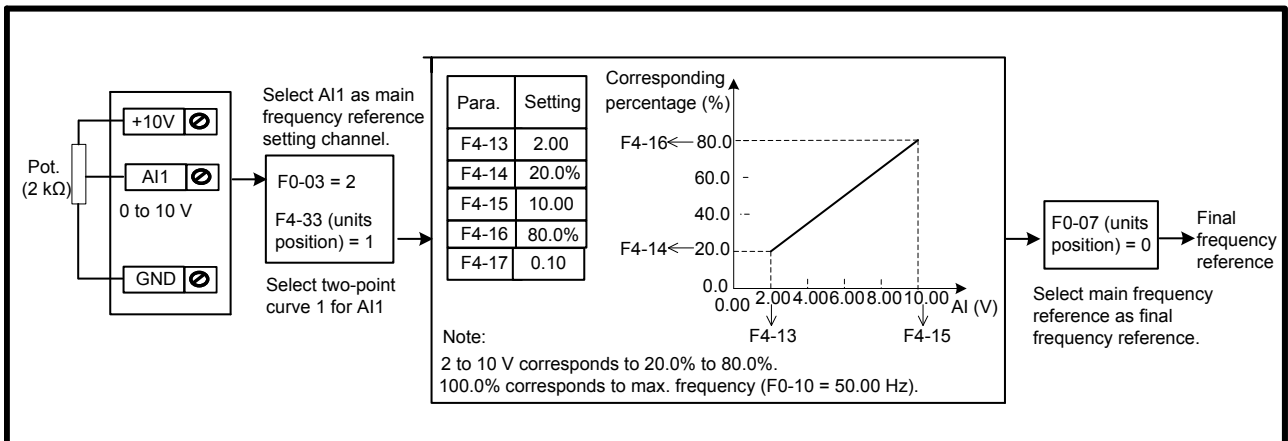 +10V
Pot.
(2 kΩ)
AI1
0 to 10 V
GND
Select AI1 as main
frequency reference
setting channel.
F0-03 = 2
F4-33 (units
position) = 1
Select two-point
curve 1 for AI1
Para. Setting
F4-13 2.00
F4-14 20.0%
F4-15 10.00
F4-16 80.0%
F4-17 0.10
Corresponding
percentage (%)
F4-16 80.0
60.0
40.0
F4-14 20.0
0.0
0.00 2.00 4.00 6.00 8.00 10.00
AI (V)
F4-13 F4-15
Note:
2 to 10 V corresponds to 20.0% to 80.0%.
100.0% corresponds to max. frequency (F0-10 = 50.00 Hz).
F0-07 (units
position) = 0
Select main frequency
reference as final
frequency reference.
Final
frequency
reference